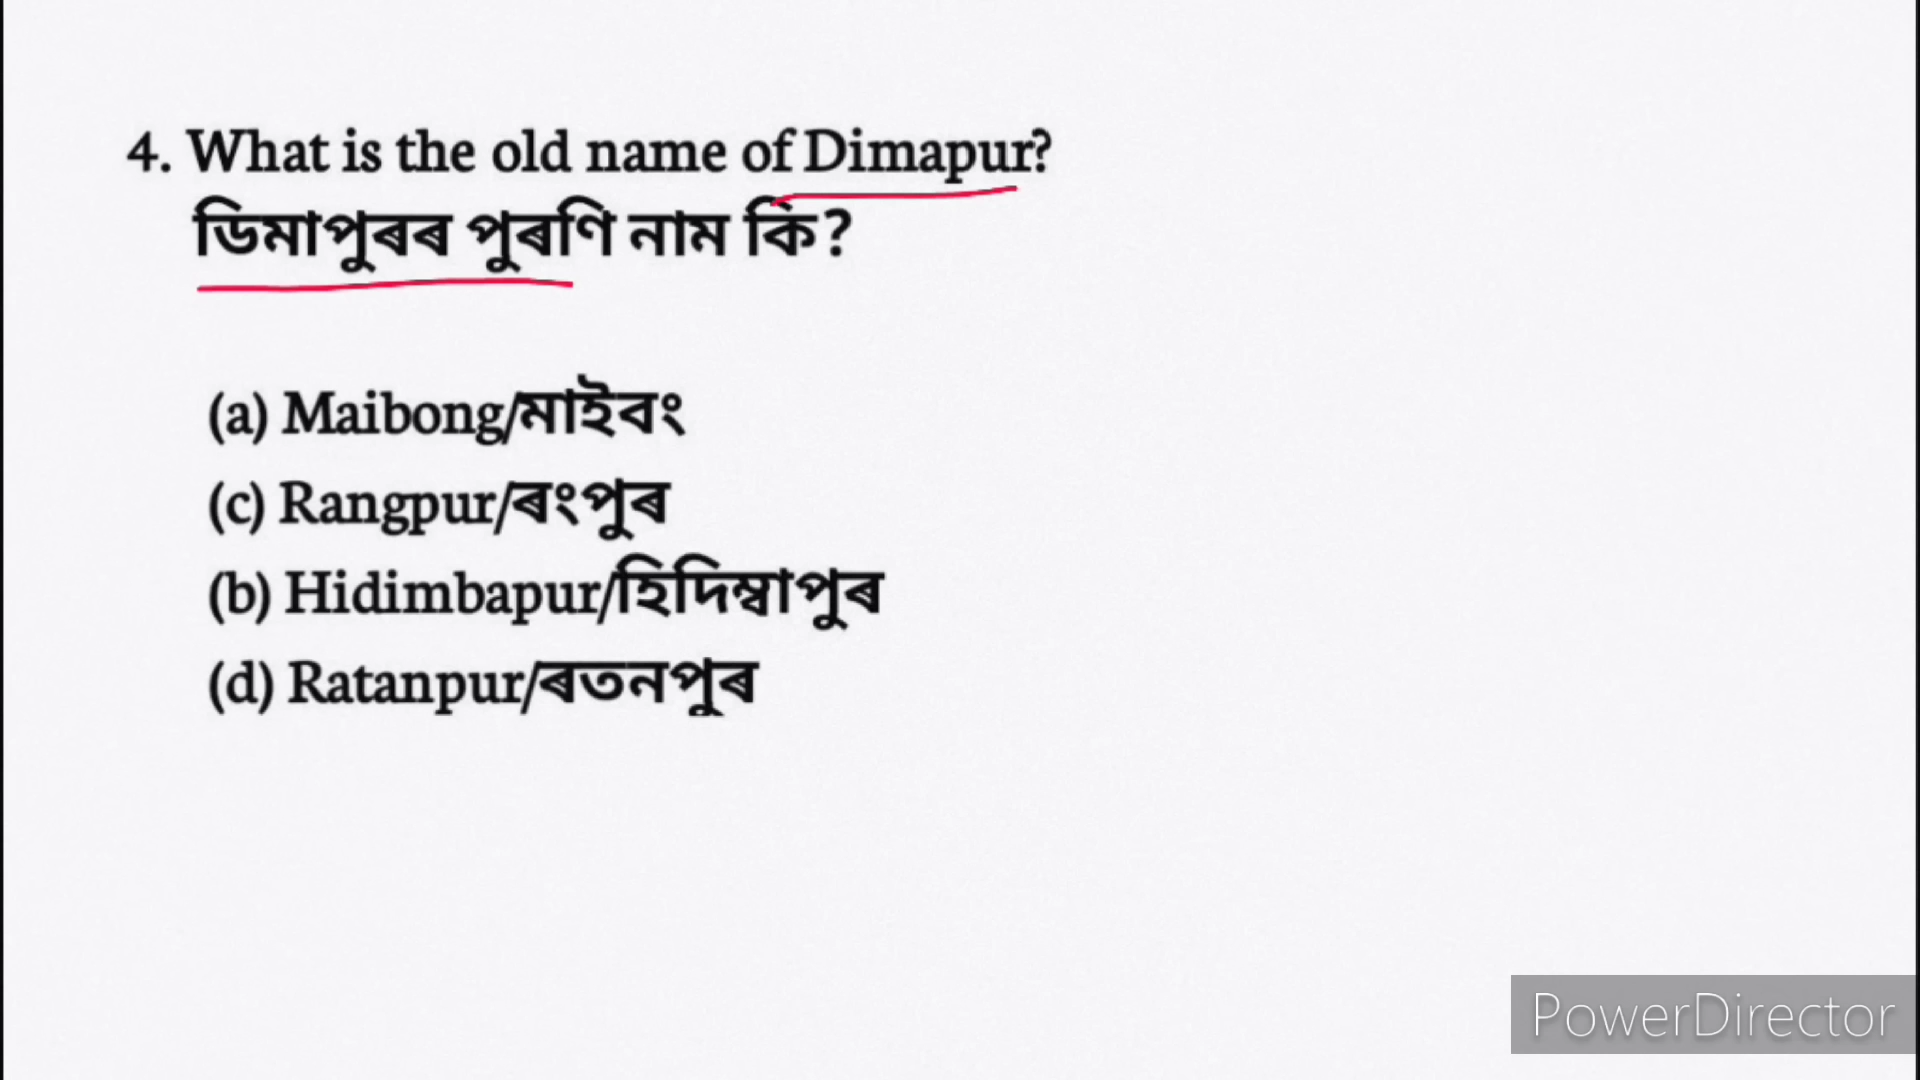 4. What is the old name of Dimapur?
ডিমাপুৰৰ পুৰণি নাম কি?
(a) Maibong/মাইবং
(c) Rangpur/ৰংপুৰ
(b) Hidimbapur/হিদিম্বাপুৰ
(d) Ratanpur/ৰতনপুৰ
PowerDirector